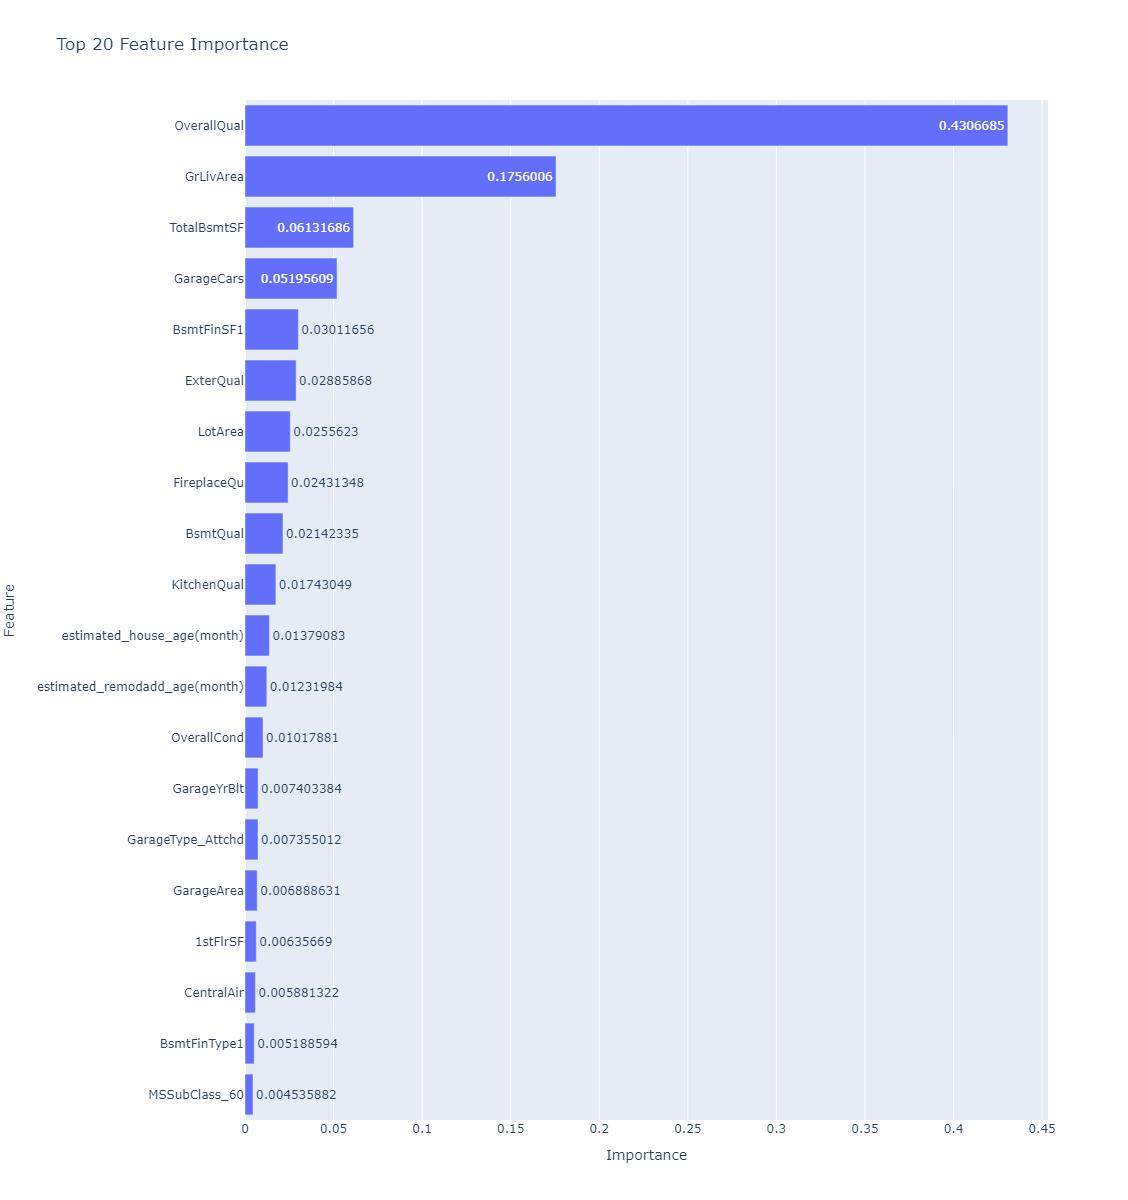 Top 20 Feature Importance
OverallQual 0.4306685
GrLivArea 0.1756006
TotalBsmtSF 0.06131686
GarageCars 0.05195609
BsmtFinSF1 0.03011656
ExterQual 0.02885868
LotArea 0.0255623
FireplaceQu 0.02431348
BsmtQual 0.02142335
KitchenQual 0.01743049
estimated_house_age(month) 0.01379083
estimated_remodadd_age(month) 0.01231984
OverallCond 0.01017881
GarageYrBlt 0.007403384
GarageType_Attchd 0.007355012
GarageArea 0.006888631
1stFlrSF 0.00635669
CentralAir 0.005881322
BsmtFinType1 0.005188594
MSSubClass_60 0.004535882
0 0.05 0.1 0.15 0.2 0.25 0.3 0.35 0.4 0.45
Importance
Feature